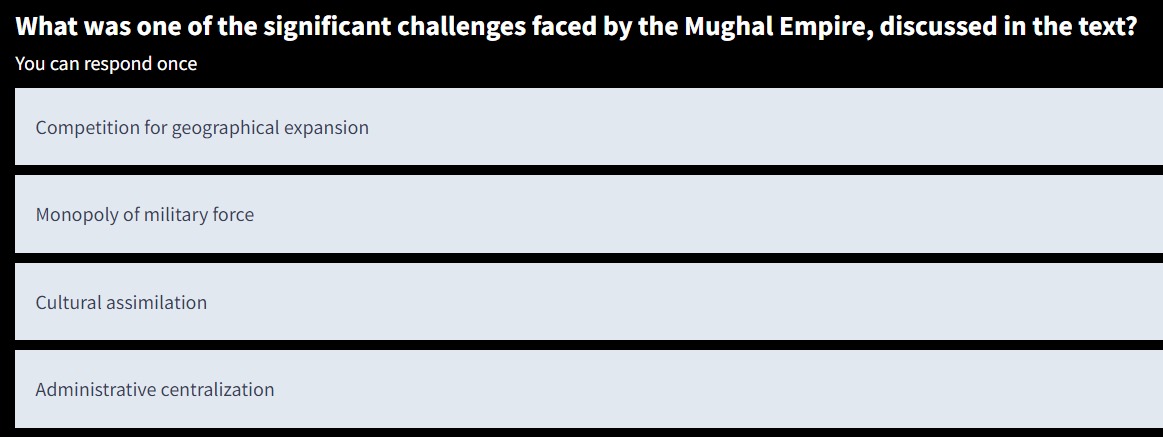 What was one of the significant challenges faced by the Mughal Empire, discussed in the text?
You can respond once
Competition for geographical expansion
Monopoly of military force
Cultural assimilation
Administrative centralization